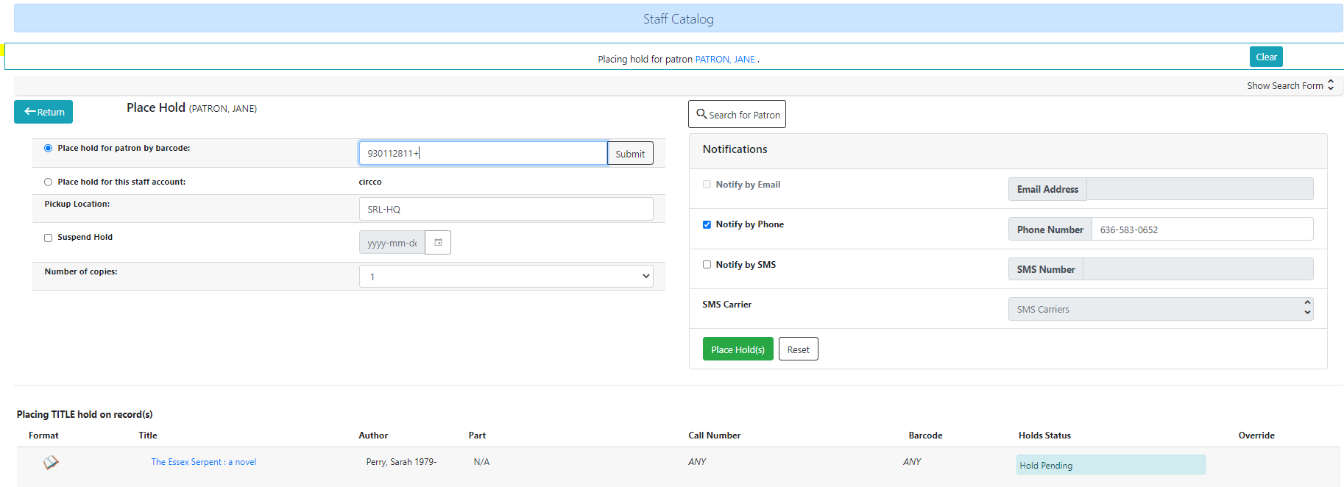 Staff Catalog
Placing hold for patron PATRON, JANE .
Clear
Show Search Form
Return
Place Hold (PATRON, JANE)
Search for Patron
Place hold for patron by barcode:
930112811+
Submit
Place hold for this staff account:
circco
Pickup Location:
SRL-HQ
Suspend Hold
yyyy-mm-dd
Number of copies:
1
Notifications
Notify by Email
Email Address
Notify by Phone
Phone Number
636-583-0652
Notify by SMS
SMS Number
SMS Carrier
SMS Carriers
Place Hold(s)
Reset
Placing TITLE hold on record(s)
Format Title Author Part Call Number Barcode Holds Status Override
The Essex Serpent : a novel Perry, Sarah 1979- N/A ANY ANY Hold Pending